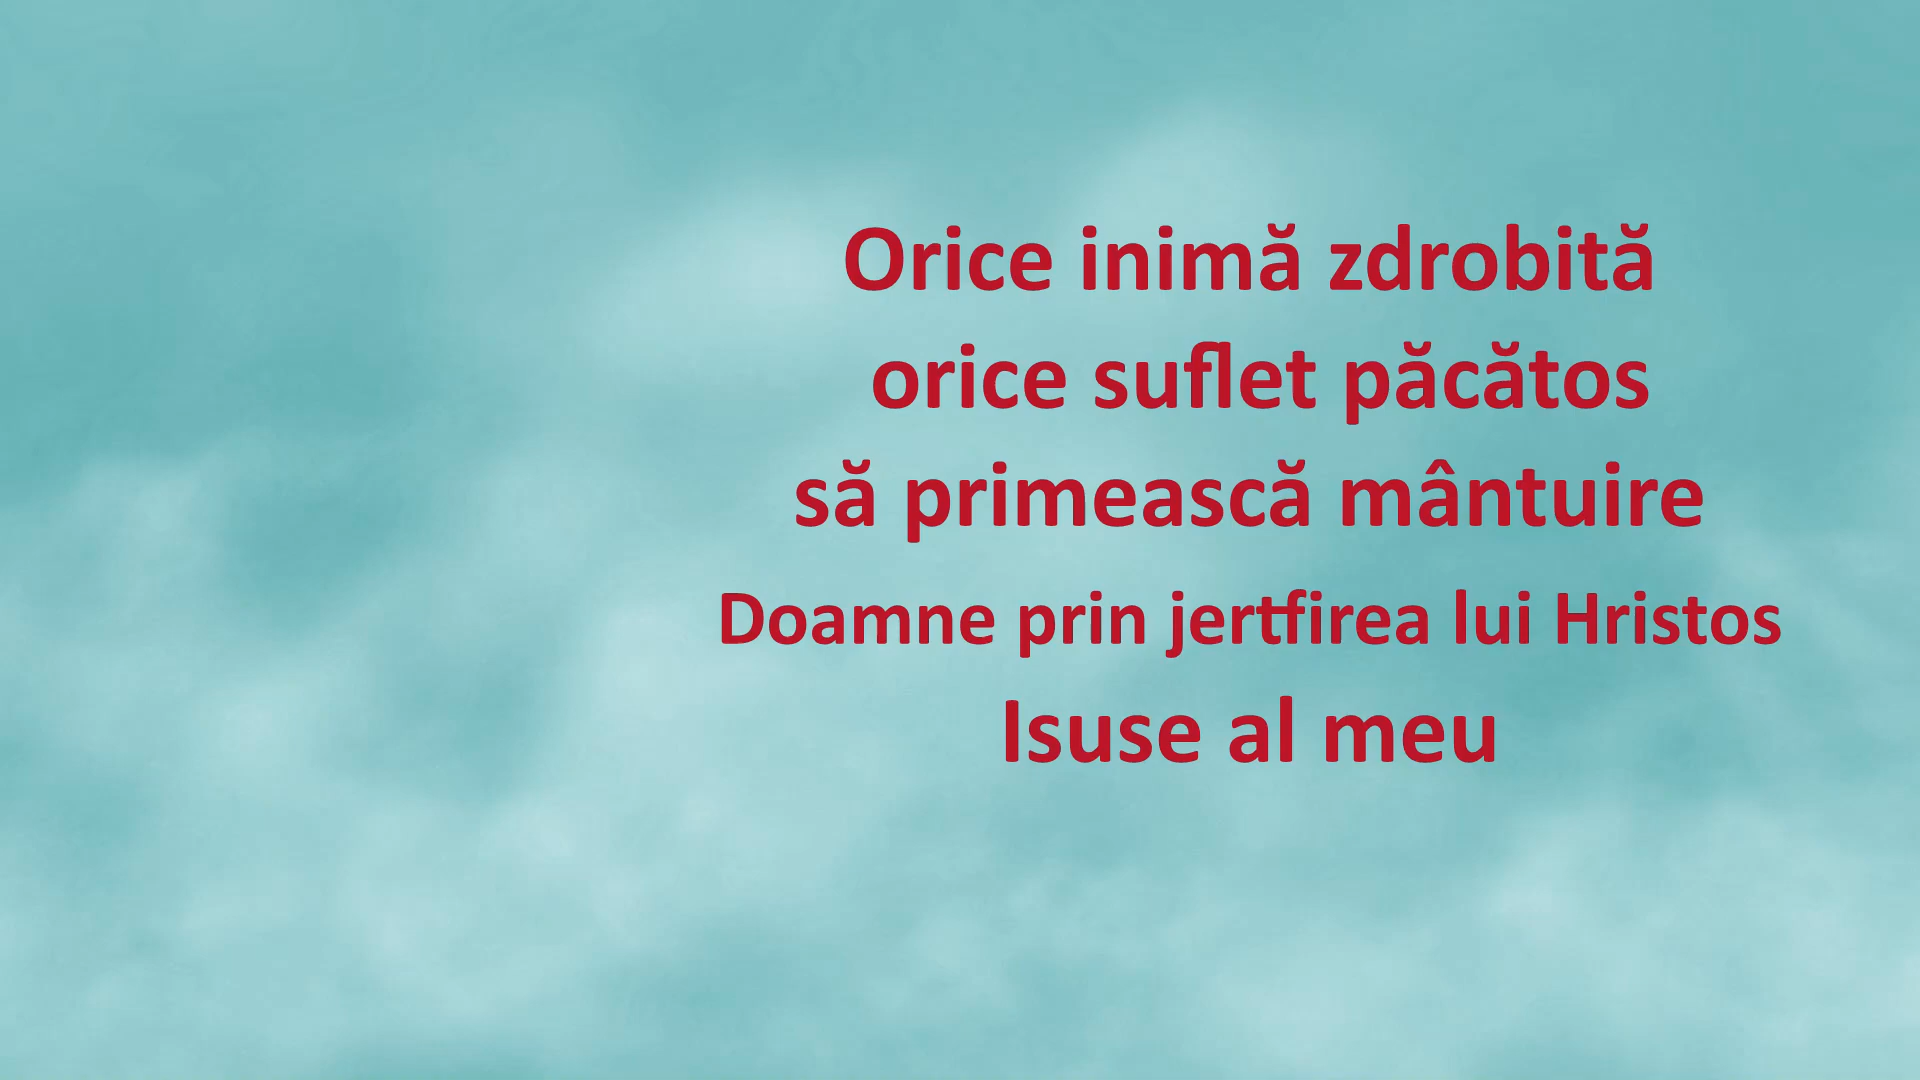 Orice inimă zdrobită
orice suflet păcătos
să primească mântuire
Doamne prin jertfirea lui Hristos
Isuse al meu